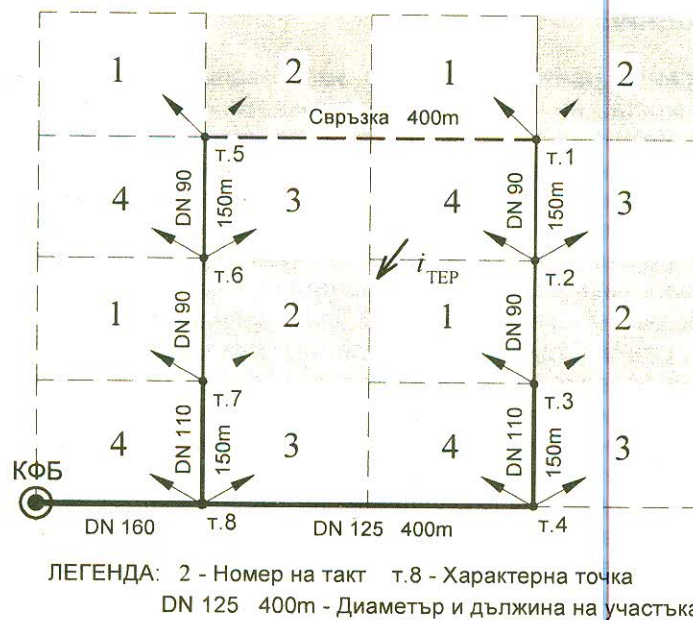 1 2 1 2
Свръзка 400m
т.5 т.1
4 DN 90 150m 3 4 DN 90 150m 3
iТЕР
т.6 т.2
1 DN 90 2 1 DN 90 2
т.7 т.3
4 DN 110 150m 3 4 DN 110 150m 3
КФБ
DN 160 т.8 DN 125 400m т.4
ЛЕГЕНДА: 2 - Номер на такт т.8 - Характерна точка
DN 125 400m - Диаметър и дължина на участъка